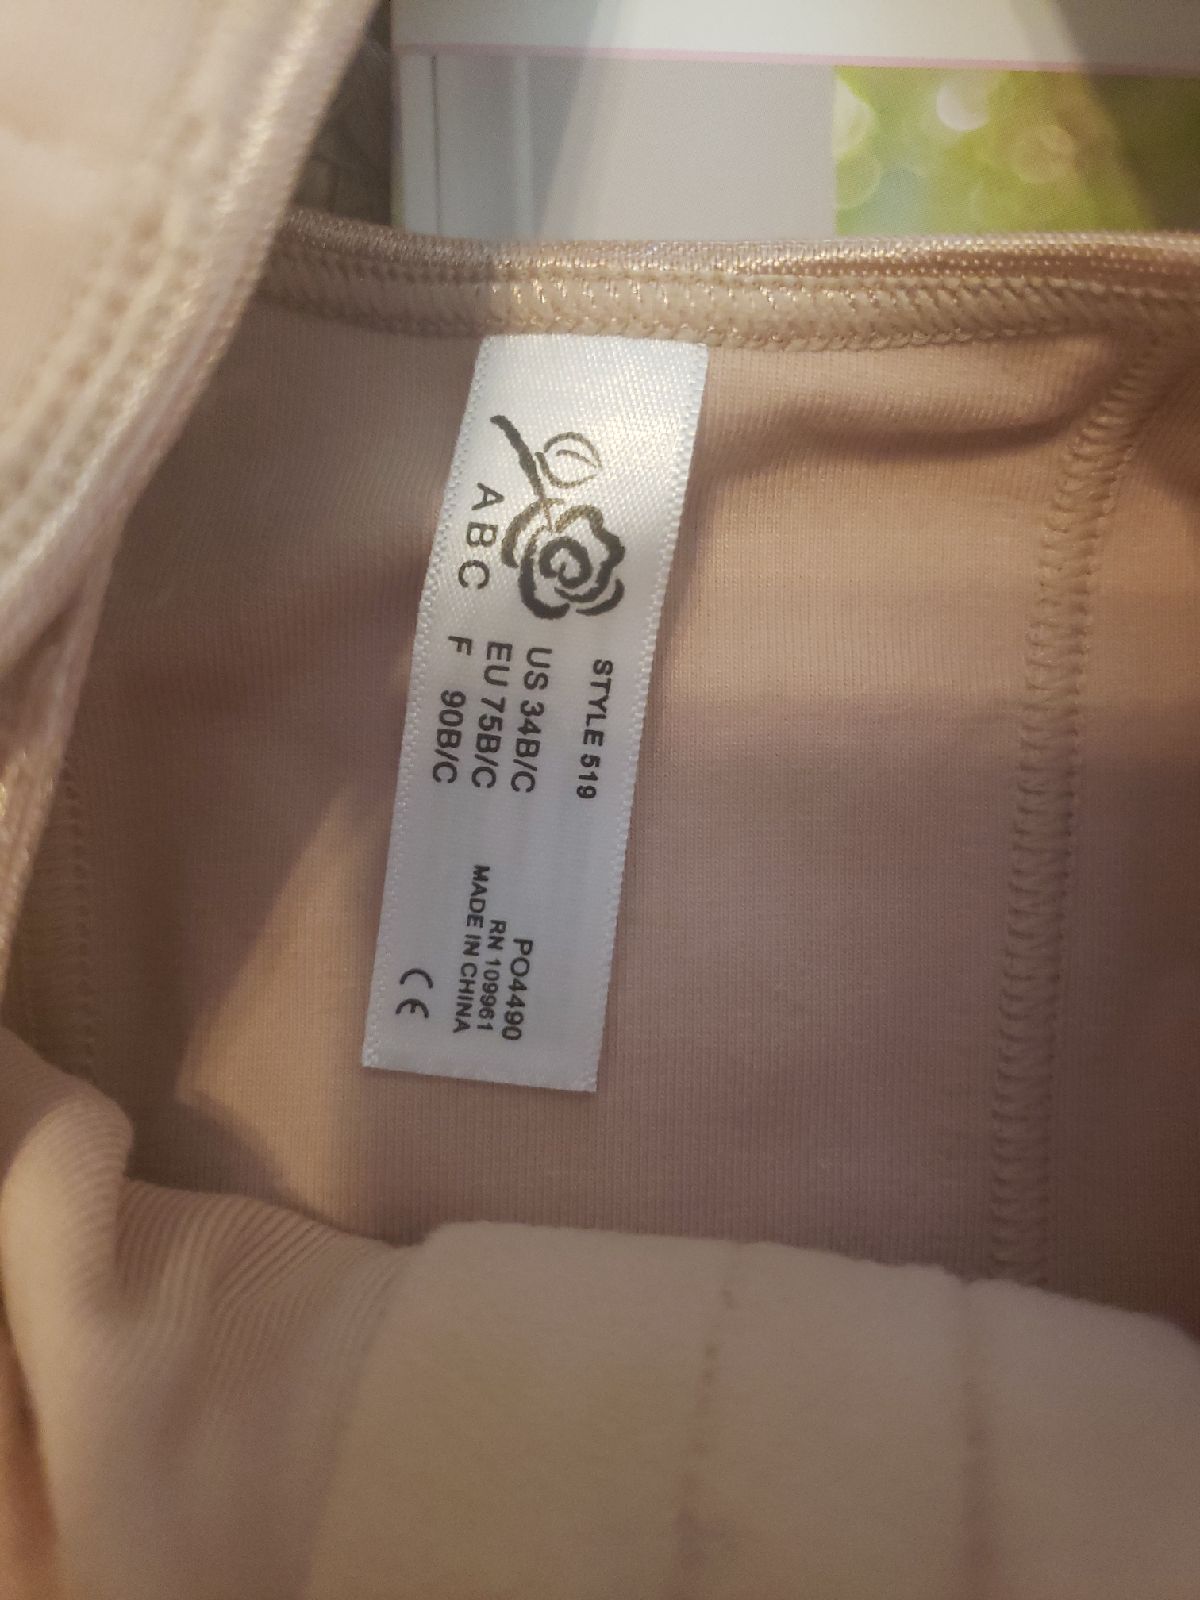 ABC
STYLE 519
US 34B/C
EU 75B/C
F 90B/C
PO4490
RN 109961
MADE IN CHINA
CE